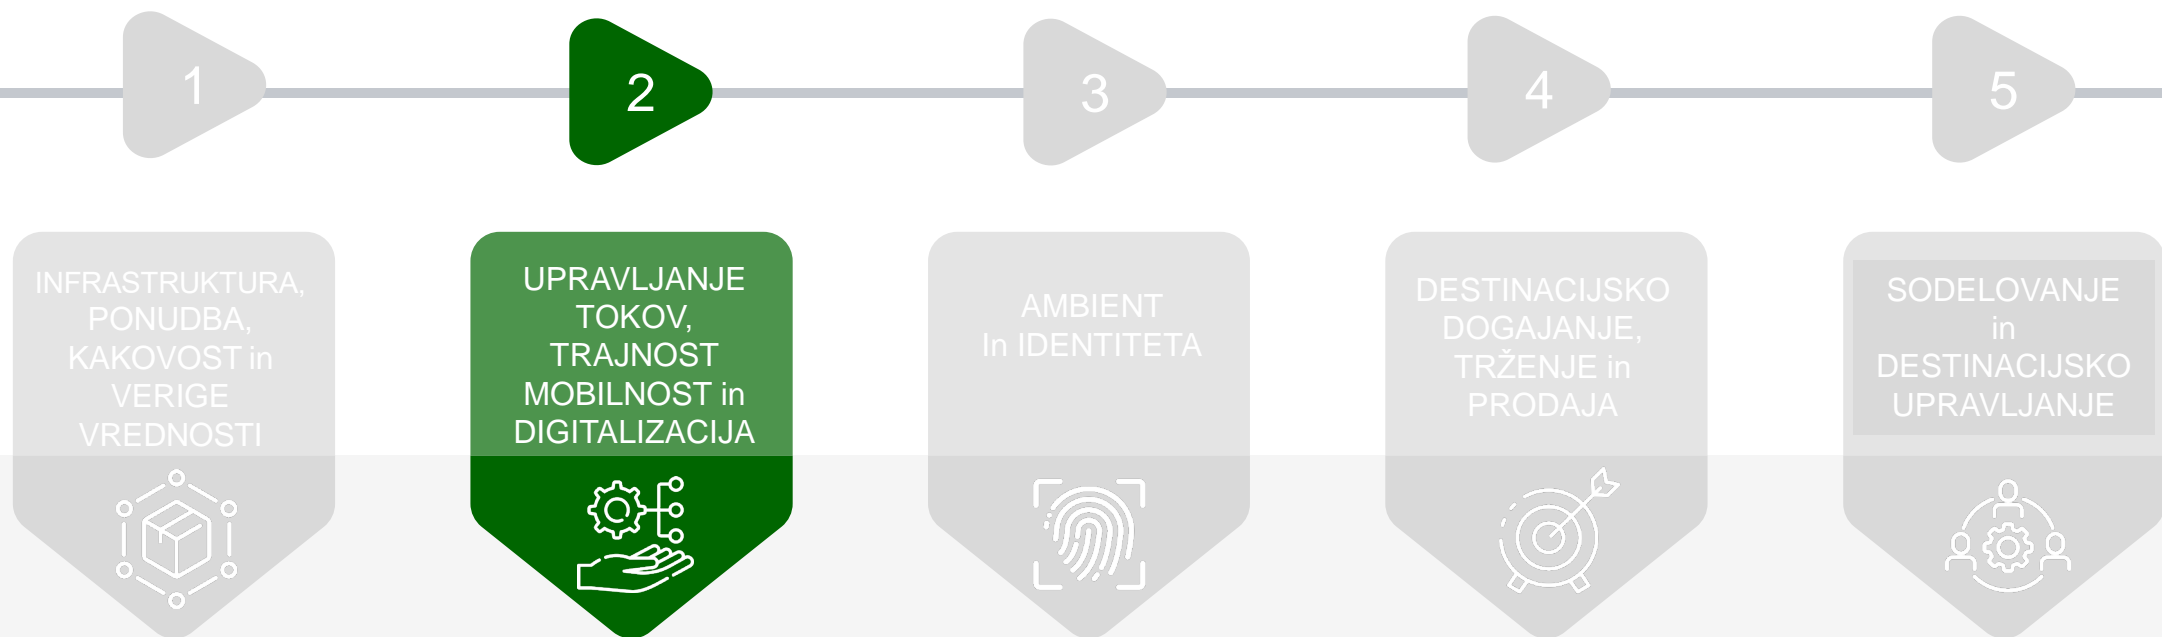 1
2
3
4
5
INFRASTRUKTURA,
PONUDBA,
KAKOVOST in
VERIGE
VREDNOSTI
UPRAVLJANJE
TOKOV,
TRAJNOST
MOBILNOST in
DIGITALIZACIJA
AMBIENT
In IDENTITETA
DESTINACIJSKO
DOGAJANJE,
TRŽENJE in
PRODAJA
SODELOVANJE
in
DESTINACIJSKO
UPRAVLJANJE